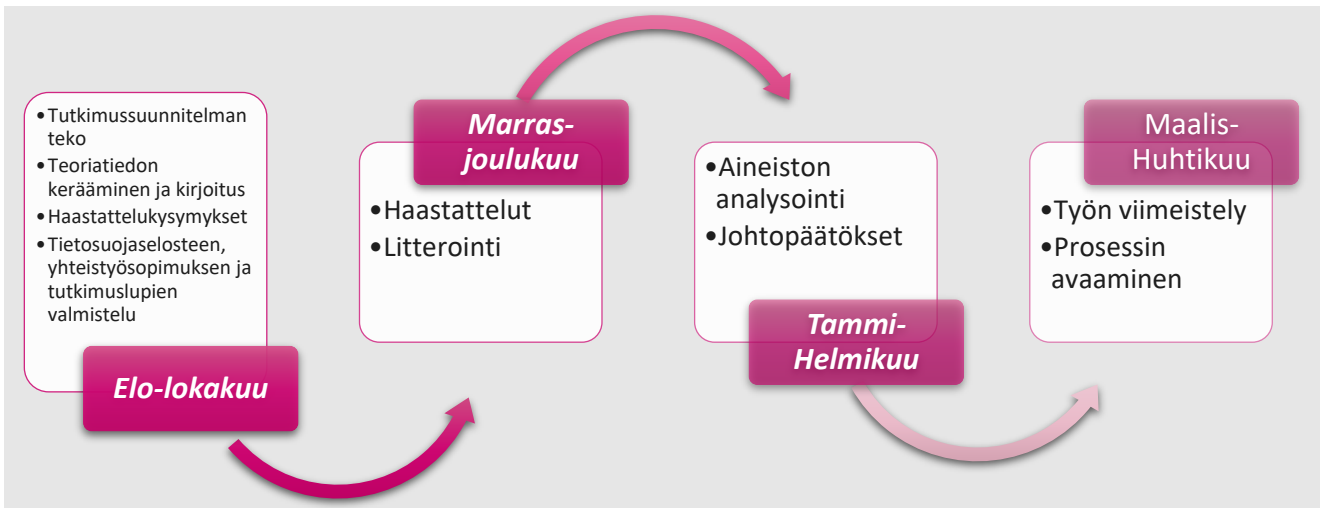 •Tutkimussuunnitelman
teko
•Teoriatiedon
kerääminen ja kirjoitus
•Haastattelukysymykset
•Tietosuojaselosteen,
yhteistyösopimuksen ja
tutkimuslupien
valmistelu
Elo-lokakuu
Marras-
joulukuu
•Haastattelut
•Litterointi
•Aineiston
analysointi
•Johtopäätökset
Tammi-
Helmikuu
Maalis-
Huhtikuu
•Työn viimeistely
•Prosessin
avaaminen